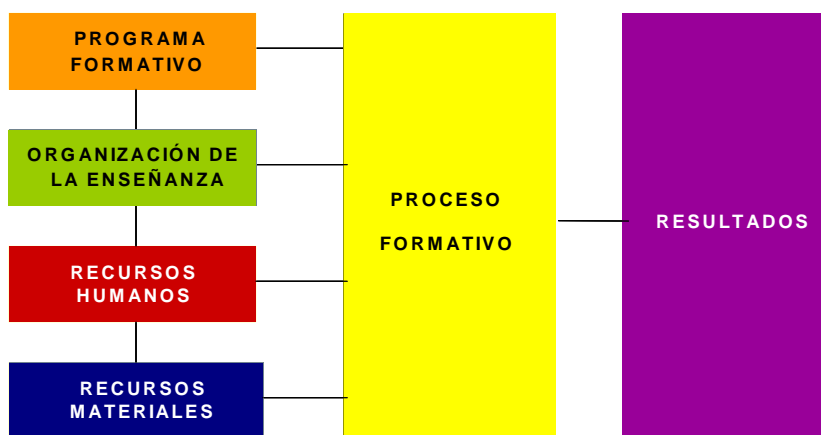 PROGRAMA
FORMATIVO
ORGANIZACIÓN DE
LA ENSEÑANZA
RECURSOS
HUMANOS
RECURSOS
MATERIALES
PROCESO
FORMATIVO
RESULTADOS